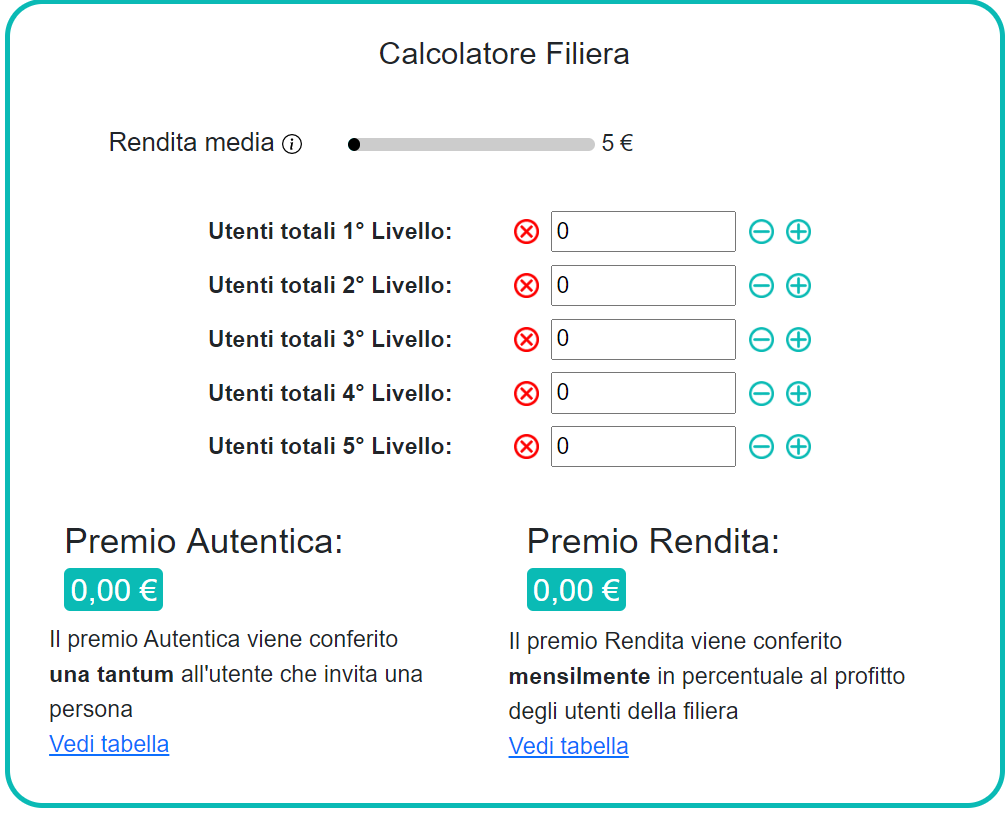 Calcolatore Filiera
Rendita media i 5 €
Utenti totali 1° Livello: 0
Utenti totali 2° Livello: 0
Utenti totali 3° Livello: 0
Utenti totali 4° Livello: 0
Utenti totali 5° Livello: 0
Premio Autentica:
0,00 €
Il premio Autentica viene conferito
una tantum all'utente che invita una
persona
Vedi tabella
Premio Rendita:
0,00 €
Il premio Rendita viene conferito
mensilmente in percentuale al profitto
degli utenti della filiera
Vedi tabella